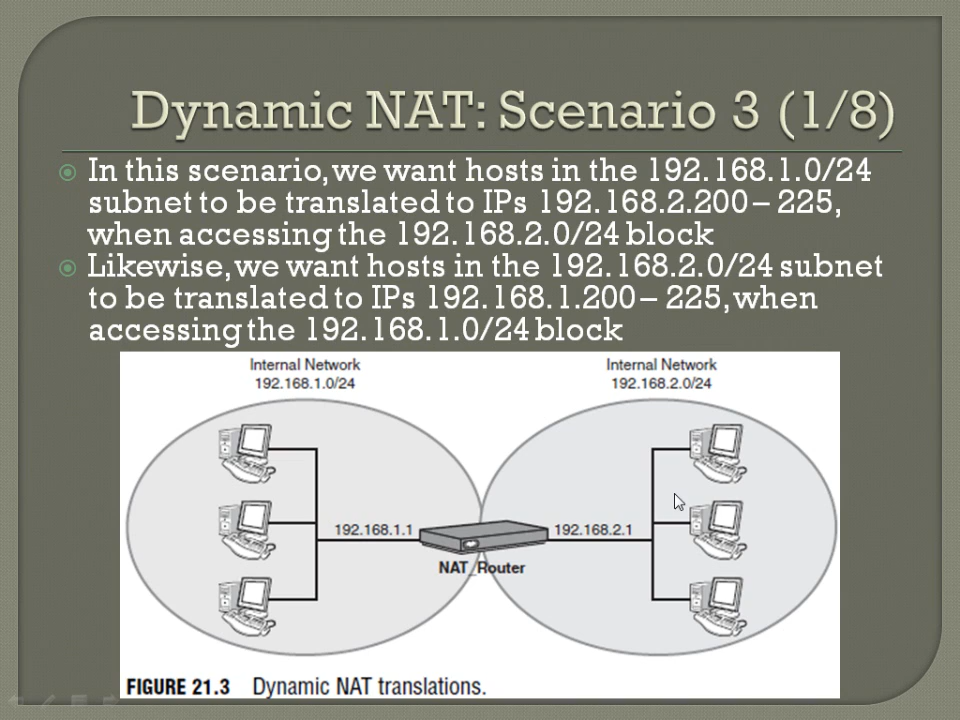 Dynamic NAT: Scenario 3 (1/8)
In this scenario, we want hosts in the 192.168.1.0/24
subnet to be translated to IPs 192.168.2.200 – 225,
when accessing the 192.168.2.0/24 block
Likewise, we want hosts in the 192.168.2.0/24 subnet
to be translated to IPs 192.168.1.200 – 225, when
accessing the 192.168.1.0/24 block
Internal Network
192.168.1.0/24
Internal Network
192.168.2.0/24
192.168.1.1
192.168.2.1
NAT_Router
FIGURE 21.3 Dynamic NAT translations.